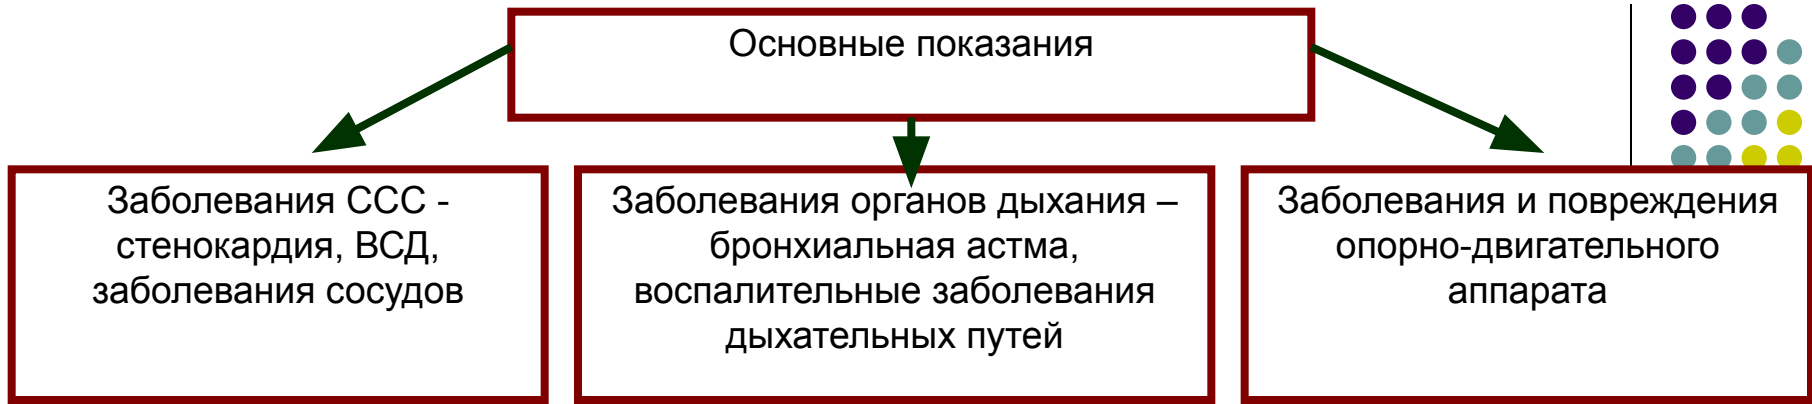 Основные показания
Заболевания ССС -
стенокардия, ВСД,
заболевания сосудов
Заболевания органов дыхания –
бронхиальная астма,
воспалительные заболевания
дыхательных путей
Заболевания и повреждения
опорно-двигательного
аппарата